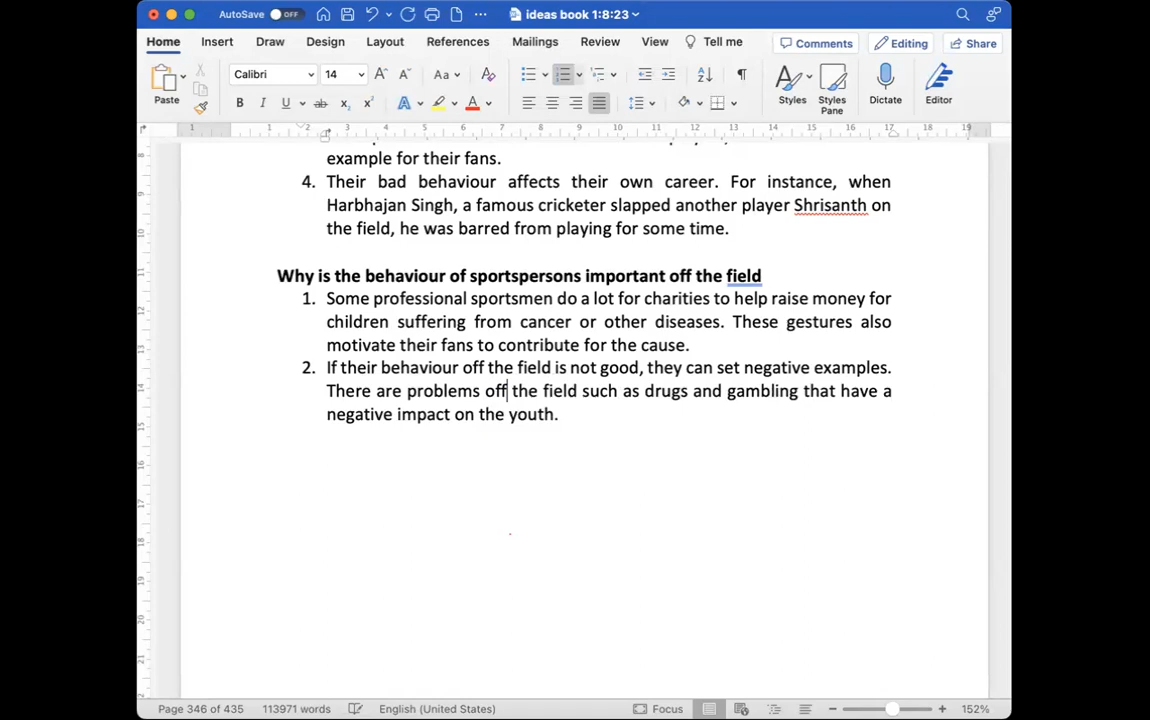 AutoSave OFF ideas book 1:8:23
Home Insert Draw Design Layout References Mailings Review View Tell me Comments Editing Share
Paste Calibri 14 Aa Styles Styles Pane Dictate Editor
example for their fans.
4. Their bad behaviour affects their own career. For instance, when
Harbhajan Singh, a famous cricketer slapped another player Shrisanth on
the field, he was barred from playing for some time.
Why is the behaviour of sportspersons important off the field
1. Some professional sportsmen do a lot for charities to help raise money for
children suffering from cancer or other diseases. These gestures also
motivate their fans to contribute for the cause.
2. If their behaviour off the field is not good, they can set negative examples.
There are problems off the field such as drugs and gambling that have a
negative impact on the youth.
Page 346 of 435 113971 words English (United States) Focus 152%